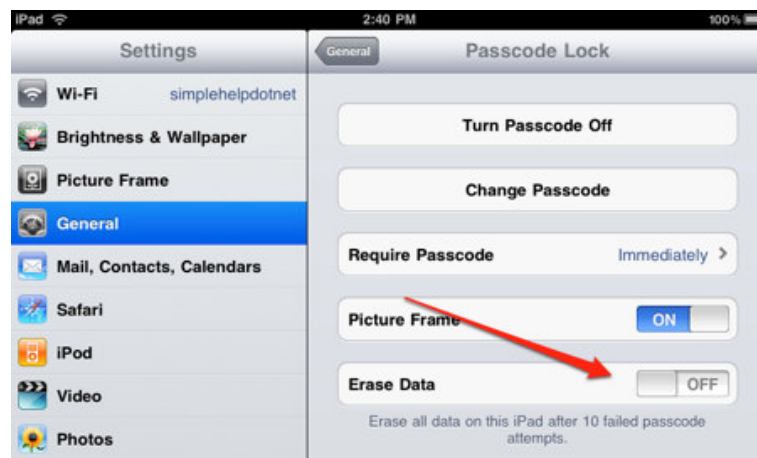 iPad 2:40 PM 100%
Settings
General Passcode Lock
Wi-Fi simplehelpdotnet
Brightness & Wallpaper
Picture Frame
General
Mail, Contacts, Calendars
Safari
iPod
Video
Photos
Turn Passcode Off
Change Passcode
Require Passcode Immediately
Picture Frame ON
Erase Data OFF
Erase all data on this iPad after 10 failed passcode
attempts.